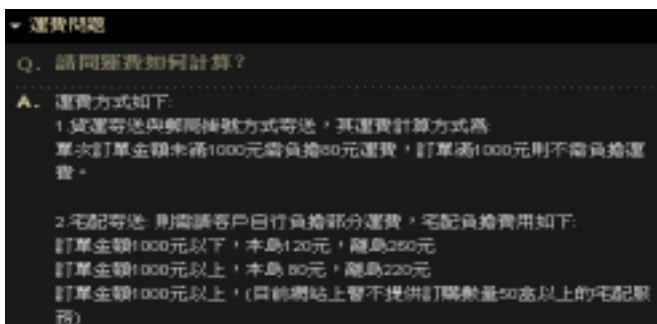 運費問題
Q. 請問運費如何計算?
A. 運費方式如下:
1.貨運寄送與郵局掛號方式寄送,其運費計算方式為:
單次訂單金額未滿1000元需負擔80元運費,訂單滿1000元則不需負擔運
費。
2.宅配寄送: 則需請客戶自行負擔部分運費,宅配負擔費用如下:
訂單金額1000元以下,本島120元,離島260元
訂單金額1000元以上,本島 80元,離島220元
訂單金額1000元以上,(目前網站上暫不提供訂購數量50盒以上的宅配服
務)